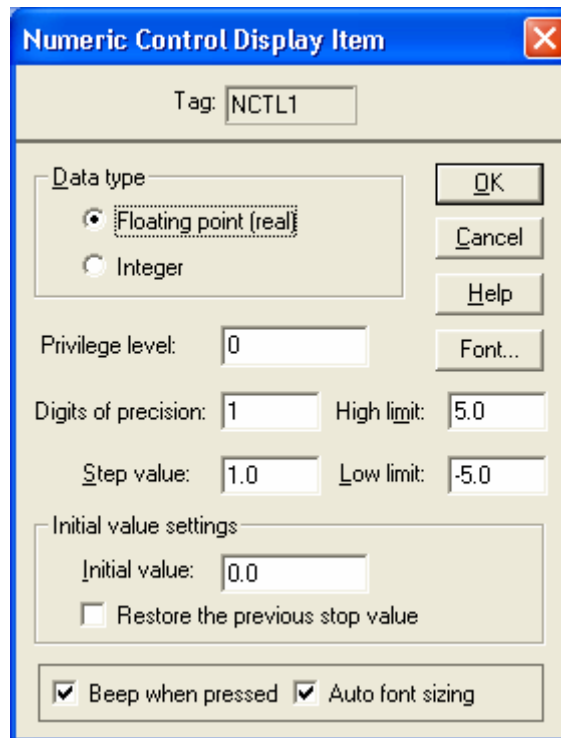 Numeric Control Display Item
Tag: NCTL1
Data type
Floating point (real)
Integer
OK
Cancel
Help
Font...
Privilege level: 0
Digits of precision: 1 High limit: 5.0
Step value: 1.0 Low limit: -5.0
Initial value settings
Initial value: 0.0
Restore the previous stop value
Beep when pressed Auto font sizing